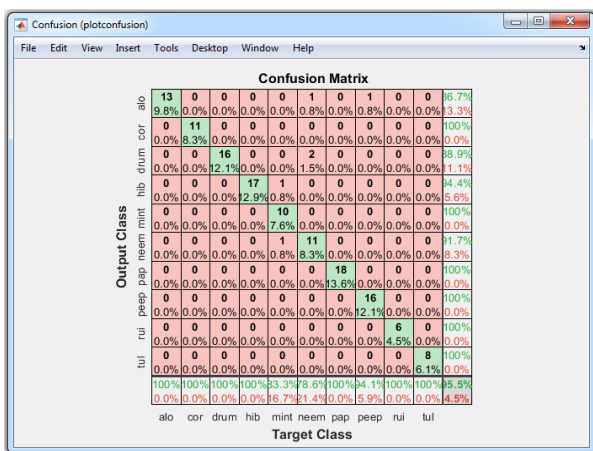 Confusion (plotconfusion)
File Edit View Insert Tools Desktop Window Help
Confusion Matrix
Output Class
alo 13 0 0 0 0 1 0 1 0 0 86.7%
9.8% 0.0% 0.0% 0.0% 0.0% 0.8% 0.0% 0.8% 0.0% 0.0% 13.3%
cor 0 11 0 0 0 0 0 0 0 0 100%
0.0% 8.3% 0.0% 0.0% 0.0% 0.0% 0.0% 0.0% 0.0% 0.0% 0.0%
drum 0 0 16 0 0 2 0 0 0 0 88.9%
0.0% 0.0% 12.1% 0.0% 0.0% 1.5% 0.0% 0.0% 0.0% 0.0% 11.1%
hib 0 0 0 17 1 0 0 0 0 0 94.4%
0.0% 0.0% 0.0% 12.9% 0.8% 0.0% 0.0% 0.0% 0.0% 0.0% 5.6%
mint 0 0 0 0 10 0 0 0 0 0 100%
0.0% 0.0% 0.0% 0.0% 7.6% 0.0% 0.0% 0.0% 0.0% 0.0% 0.0%
neem 0 0 0 0 1 11 0 0 0 0 91.7%
0.0% 0.0% 0.0% 0.0% 0.8% 8.3% 0.0% 0.0% 0.0% 0.0% 8.3%
pap 0 0 0 0 0 0 18 0 0 0 100%
0.0% 0.0% 0.0% 0.0% 0.0% 0.0% 13.6% 0.0% 0.0% 0.0% 0.0%
peep 0 0 0 0 0 0 0 16 0 0 100%
0.0% 0.0% 0.0% 0.0% 0.0% 0.0% 0.0% 12.1% 0.0% 0.0% 0.0%
rui 0 0 0 0 0 0 0 0 6 0 100%
0.0% 0.0% 0.0% 0.0% 0.0% 0.0% 0.0% 0.0% 4.5% 0.0% 0.0%
tul 0 0 0 0 0 0 0 0 0 8 100%
0.0% 0.0% 0.0% 0.0% 0.0% 0.0% 0.0% 0.0% 0.0% 6.1% 0.0%
100% 100% 100% 100% 83.3% 78.6% 100% 94.1% 100% 100% 95.5%
0.0% 0.0% 0.0% 0.0% 16.7% 21.4% 0.0% 5.9% 0.0% 0.0% 4.5%
alo cor drum hib mint neem pap peep rui tul
Target Class